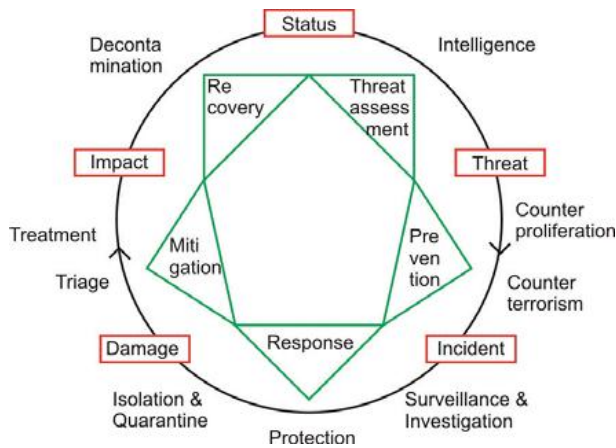 Status
Deconta
mination
Intelligence
Re
covery
Threat
assess
ment
Impact
Threat
Counter
proliferation
Treatment
Miti
gation
Pre
ven
tion
Triage
Counter
terrorism
Damage
Response
Incident
Isolation &
Quarantine
Surveillance &
Investigation
Protection